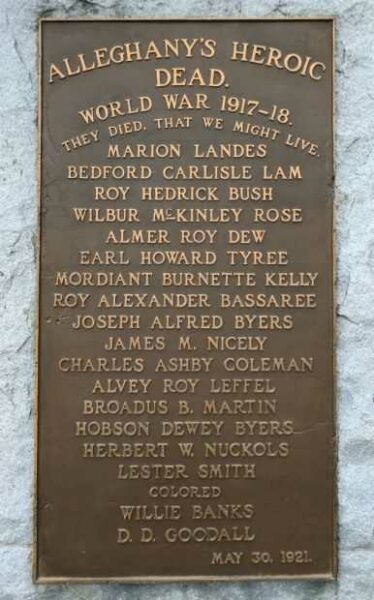 ALLEGHANY'S HEROIC
DEAD.
WORLD WAR 1917-18.
THEY DIED, THAT WE MIGHT LIVE.
MARION LANDES
BEDFORD CARLISLE LAM
ROY HEDRICK BUSH
WILBUR McKINLEY ROSE
ALMER ROY DEW
EARL HOWARD TYREE
MORDIANT BURNETTE KELLY
ROY ALEXANDER BASSAREE
JOSEPH ALFRED BYERS
JAMES M. NICELY
CHARLES ASHBY COLEMAN
ALVEY ROY LEFFEL
BROADUS B. MARTIN
HOBSON DEWEY BYERS
HERBERT W. NUCKOLS
LESTER SMITH
COLORED
WILLIE BANKS
D. D. GOODALL
MAY 30, 1921.